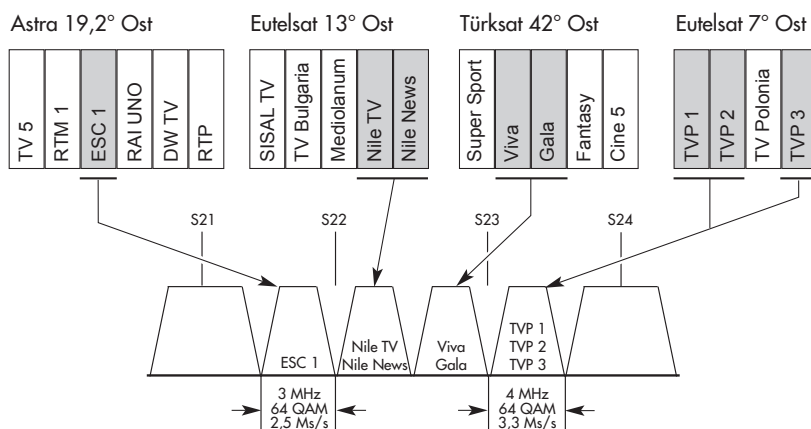 Astra 19,2° Ost
Eutelsat 13° Ost
Türksat 42° Ost
Eutelsat 7° Ost
TV 5
RTM 1
ESC 1
RAI UNO
DW TV
RTP
SISAL TV
TV Bulgaria
Mediolanum
Nile TV
Nile News
Super Sport
Viva
Gala
Fantasy
Cine 5
TVP 1
TVP 2
TV Polonia
TVP 3
S21
S22
S23
S24
ESC 1
Nile TV
Nile News
Viva
Gala
TVP 1
TVP 2
TVP 3
3 MHz
64 QAM
2,5 Ms/s
4 MHz
64 QAM
3,3 Ms/s